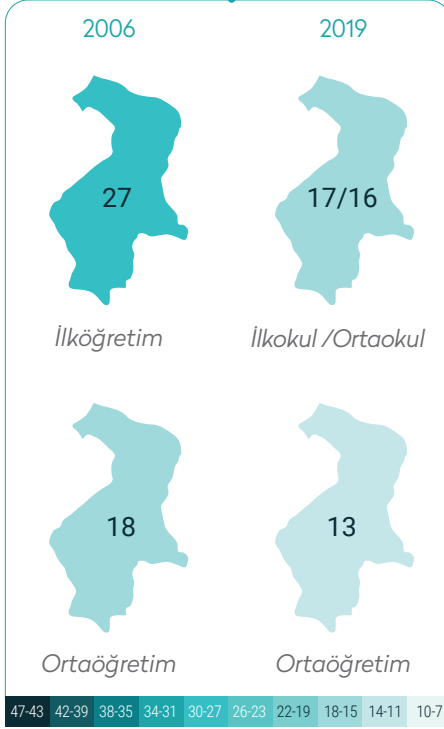 2006 2019
27 17/16
İlköğretim İlkokul /Ortaokul
18 13
Ortaöğretim Ortaöğretim
47-43 42-39 38-35 34-31 30-27 26-23 22-19 18-15 14-11 10-7